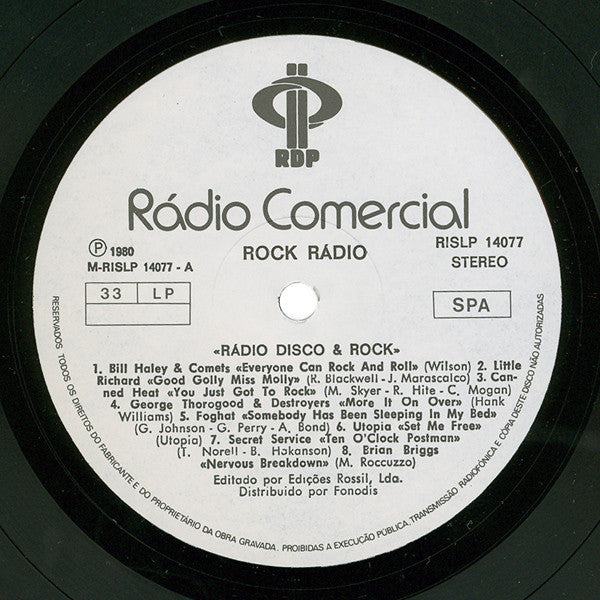 RDP
Rádio Comercial
Ⓟ 1980
M-RISLP 14077 - A
ROCK RÁDIO
RISLP 14077
STEREO
33 LP
SPA
«RÁDIO DISCO & ROCK»
1. Bill Haley & Comets «Everyone Can Rock And Roll» (Wilson) 2. Little
Richard «Good Golly Miss Molly» (R. Blackwell - J. Marascalco) 3. Can-
ned Heat «You Just Got To Rock» (M. Skyer - R. Hite - C. Mogan)
4. George Thorogood & Destroyers «More It On Over» (Hank
Williams) 5. Foghat «Somebody Has Been Sleeping In My Bed»
(G. Johnson - G. Perry - A. Bond) 6. Utopia «Set Me Free»
(Utopia) 7. Secret Service «Ten O'Clock Postman»
(T. Norell - B. Hakanson) 8. Brian Briggs
«Nervous Breakdown» (M. Roccuzzo)
Editado por Edições Rossil, Lda.
Distribuido por Fonodis
RESERVADOS TODOS OS DIREITOS DO FABRICANTE E DO PROPRIETÁRIO DA OBRA GRAVADA. PROIBIDAS A EXECUÇÃO PÚBLICA, TRANSMISSÃO RADIOFÓNICA E CÓPIA DESTE DISCO NÃO AUTORIZADAS